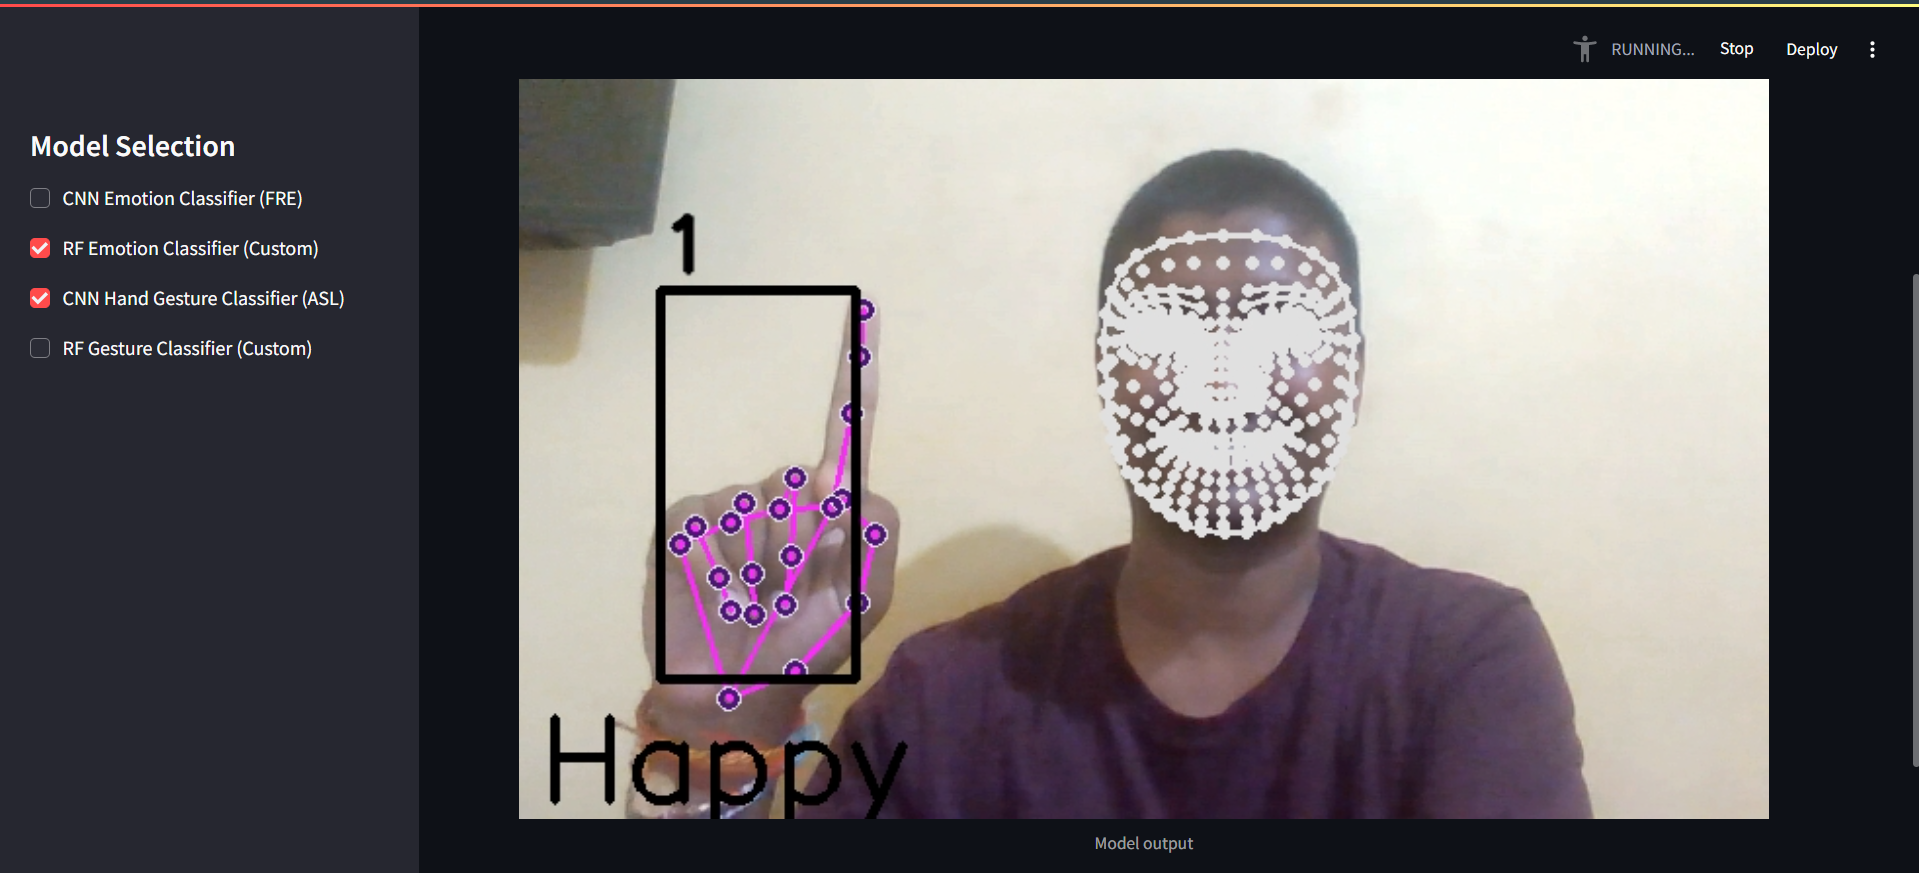 RUNNING...
Stop
Deploy
Model Selection
CNN Emotion Classifier (FRE)
RF Emotion Classifier (Custom)
CNN Hand Gesture Classifier (ASL)
RF Gesture Classifier (Custom)
1
Happy
Model output